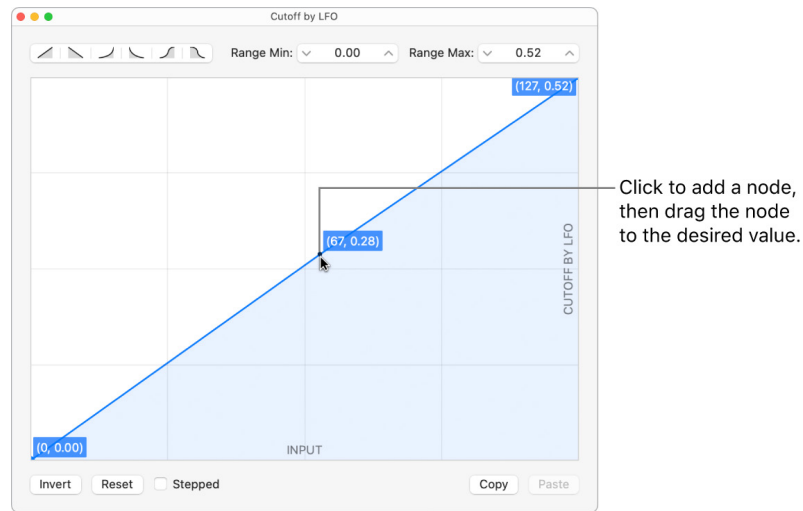 Cutoff by LFO
Range Min: 0.00 Range Max: 0.52
(127, 0.52)
Click to add a node,
then drag the node
to the desired value.
(67, 0.28)
CUTOFF BY LFO
(0, 0.00)
INPUT
Invert Reset Stepped Copy Paste